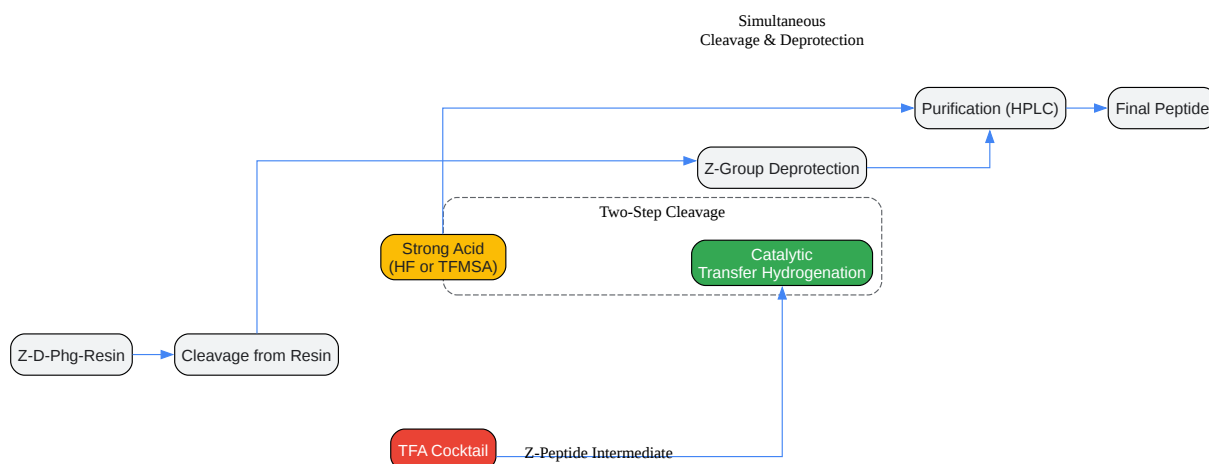 Simultaneous
Cleavage & Deprotection
Purification (HPLC)
Final Peptide
Z-Group Deprotection
Two-Step Cleavage
Strong Acid
(HF or TFMSA)
Catalytic
Transfer Hydrogenation
Z-D-Phg-Resin
Cleavage from Resin
TFA Cocktail
Z-Peptide Intermediate